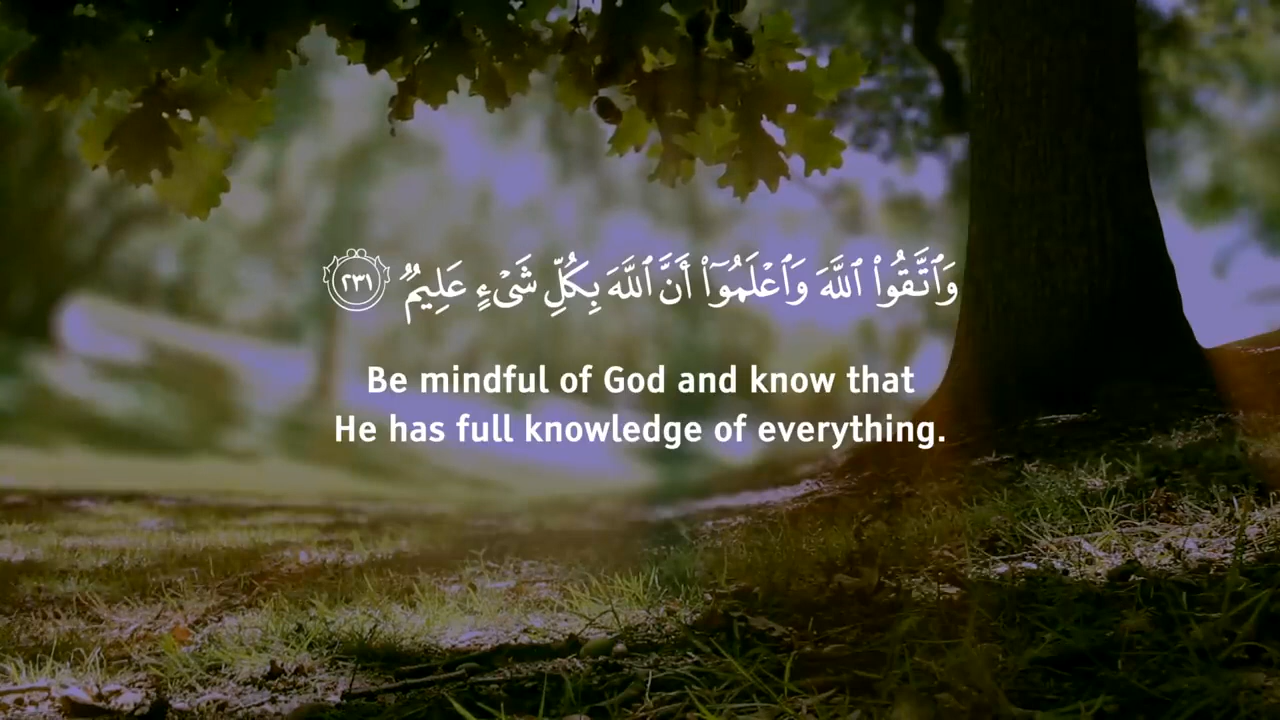 وَٱتَّقُوا۟ ٱللَّهَ وَٱعْلَمُوٓا۟ أَنَّ ٱللَّهَ بِكُلِّ شَىْءٍ عَلِيمٌۭ ٢٣١
Be mindful of God and know that
He has full knowledge of everything.